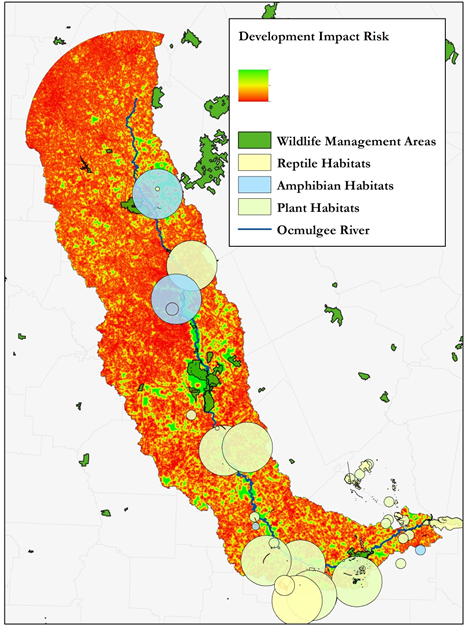 Development Impact Risk
Wildlife Management Areas
Reptile Habitats
Amphibian Habitats
Plant Habitats
Ocmulgee River